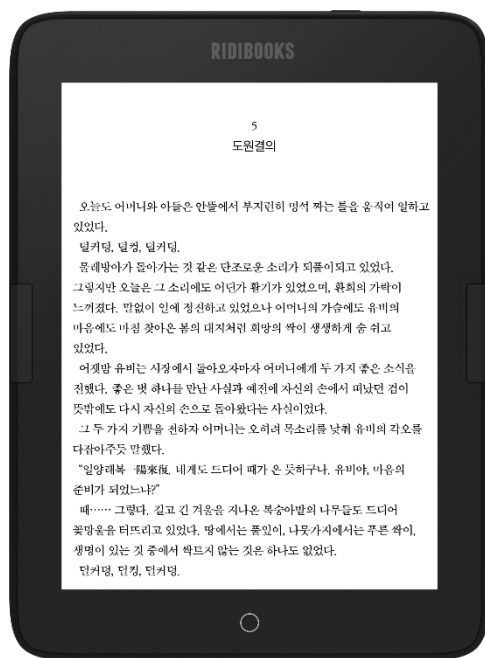 RIDIBOOKS
5
도원결의
오늘도 어머니와 아들은 안뜰에서 부지런히 멍석 짜는 틀을 움직여 일하고
있었다.
덜커덩, 덜컹, 덜커덩.
물레방아가 돌아가는 것 같은 단조로운 소리가 되풀이되고 있었다.
그렇지만 오늘은 그 소리에도 어딘가 활기가 있었으며, 환희의 가락이
느껴졌다. 말없이 일에 정진하고 있었으나 어머니의 가슴에도 유비의
마음에도 마침 찾아온 봄의 대지처럼 희망의 싹이 생생하게 숨 쉬고
있었다.
어젯밤 유비는 시장에서 돌아오자마자 어머니에게 두 가지 좋은 소식을
전했다. 좋은 벗 하나를 만난 사실과 예전에 자신의 손에서 떠났던 검이
뜻밖에도 다시 자신의 손으로 돌아왔다는 사실이었다.
그 두 가지 기쁨을 전하자 어머니는 오히려 목소리를 낮춰 유비의 각오를
다잡아주듯 말했다.
“일양래복一陽來復. 네게도 드디어 때가 온 듯하구나. 유비야, 마음의
준비가 되었느냐?”
때…… 그렇다. 길고 긴 겨울을 지나온 복숭아밭의 나무들도 드디어
꽃망울을 터뜨리고 있었다. 땅에서는 풀잎이, 나뭇가지에서는 푸른 싹이,
생명이 있는 것 중에서 싹트지 않는 것은 하나도 없었다.
덜커덩, 덜컹, 덜커덩.